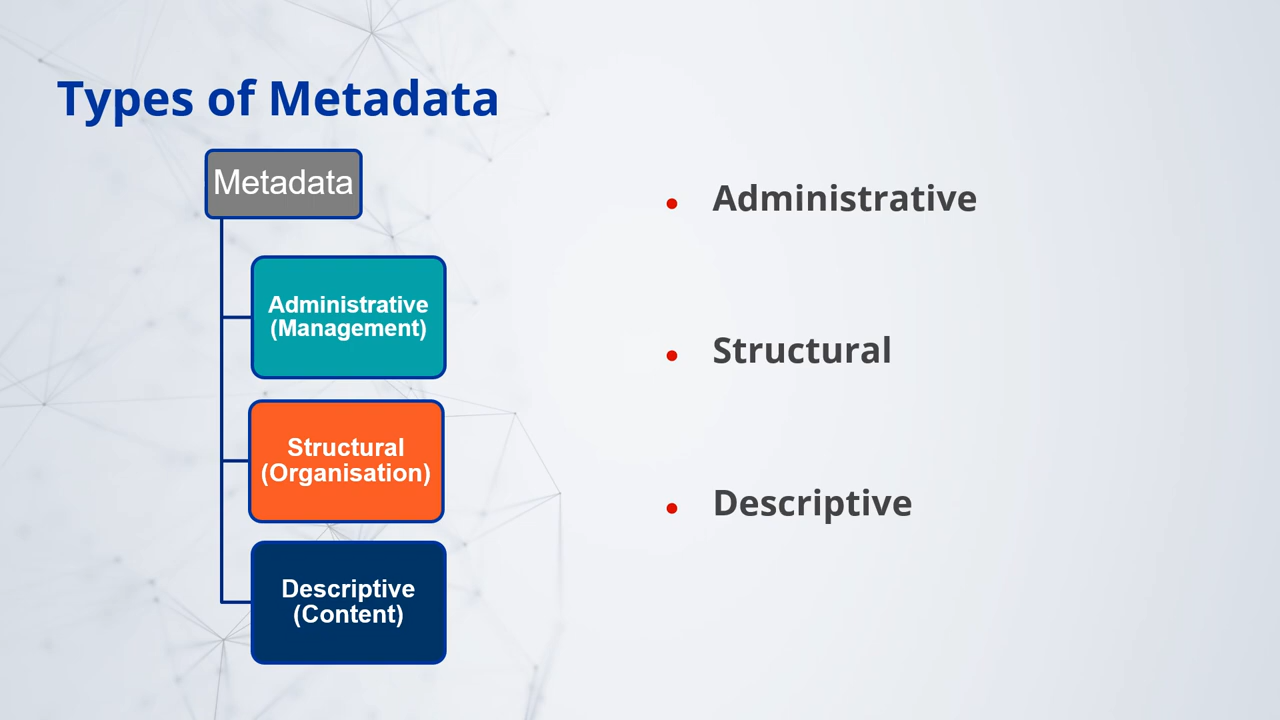 Types of Metadata
Metadata
Administrative
(Management)
Structural
(Organisation)
Descriptive
(Content)
• Administrative
• Structural
• Descriptive